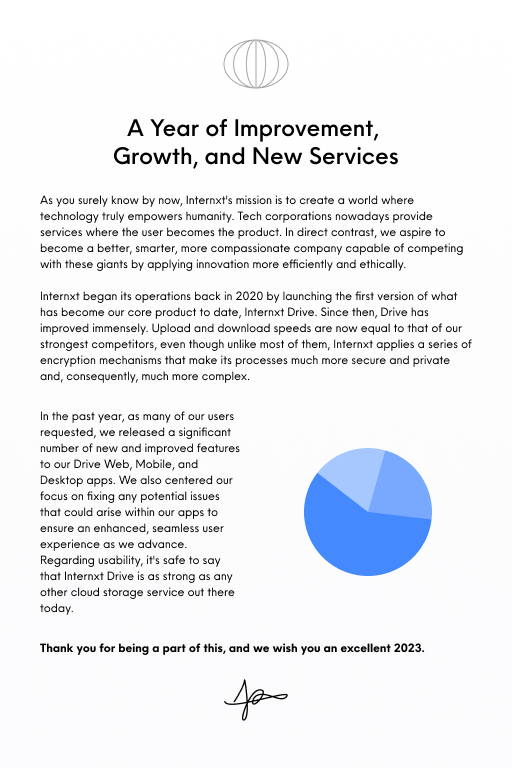 A Year of Improvement,
Growth, and New Services
As you surely know by now, Internxt's mission is to create a world where
technology truly empowers humanity. Tech corporations nowadays provide
services where the user becomes the product. In direct contrast, we aspire to
become a better, smarter, more compassionate company capable of competing
with these giants by applying innovation more efficiently and ethically.
Internxt began its operations back in 2020 by launching the first version of what
has become our core product to date, Internxt Drive. Since then, Drive has
improved immensely. Upload and download speeds are now equal to that of our
strongest competitors, even though unlike most of them, Internxt applies a series of
encryption mechanisms that make its processes much more secure and private
and, consequently, much more complex.
In the past year, as many of our users
requested, we released a significant
number of new and improved features
to our Drive Web, Mobile, and
Desktop apps. We also centered our
focus on fixing any potential issues
that could arise within our apps to
ensure an enhanced, seamless user
experience as we advance.
Regarding usability, it's safe to say
that Internxt Drive is as strong as any
other cloud storage service out there
today.
Thank you for being a part of this, and we wish you an excellent 2023.